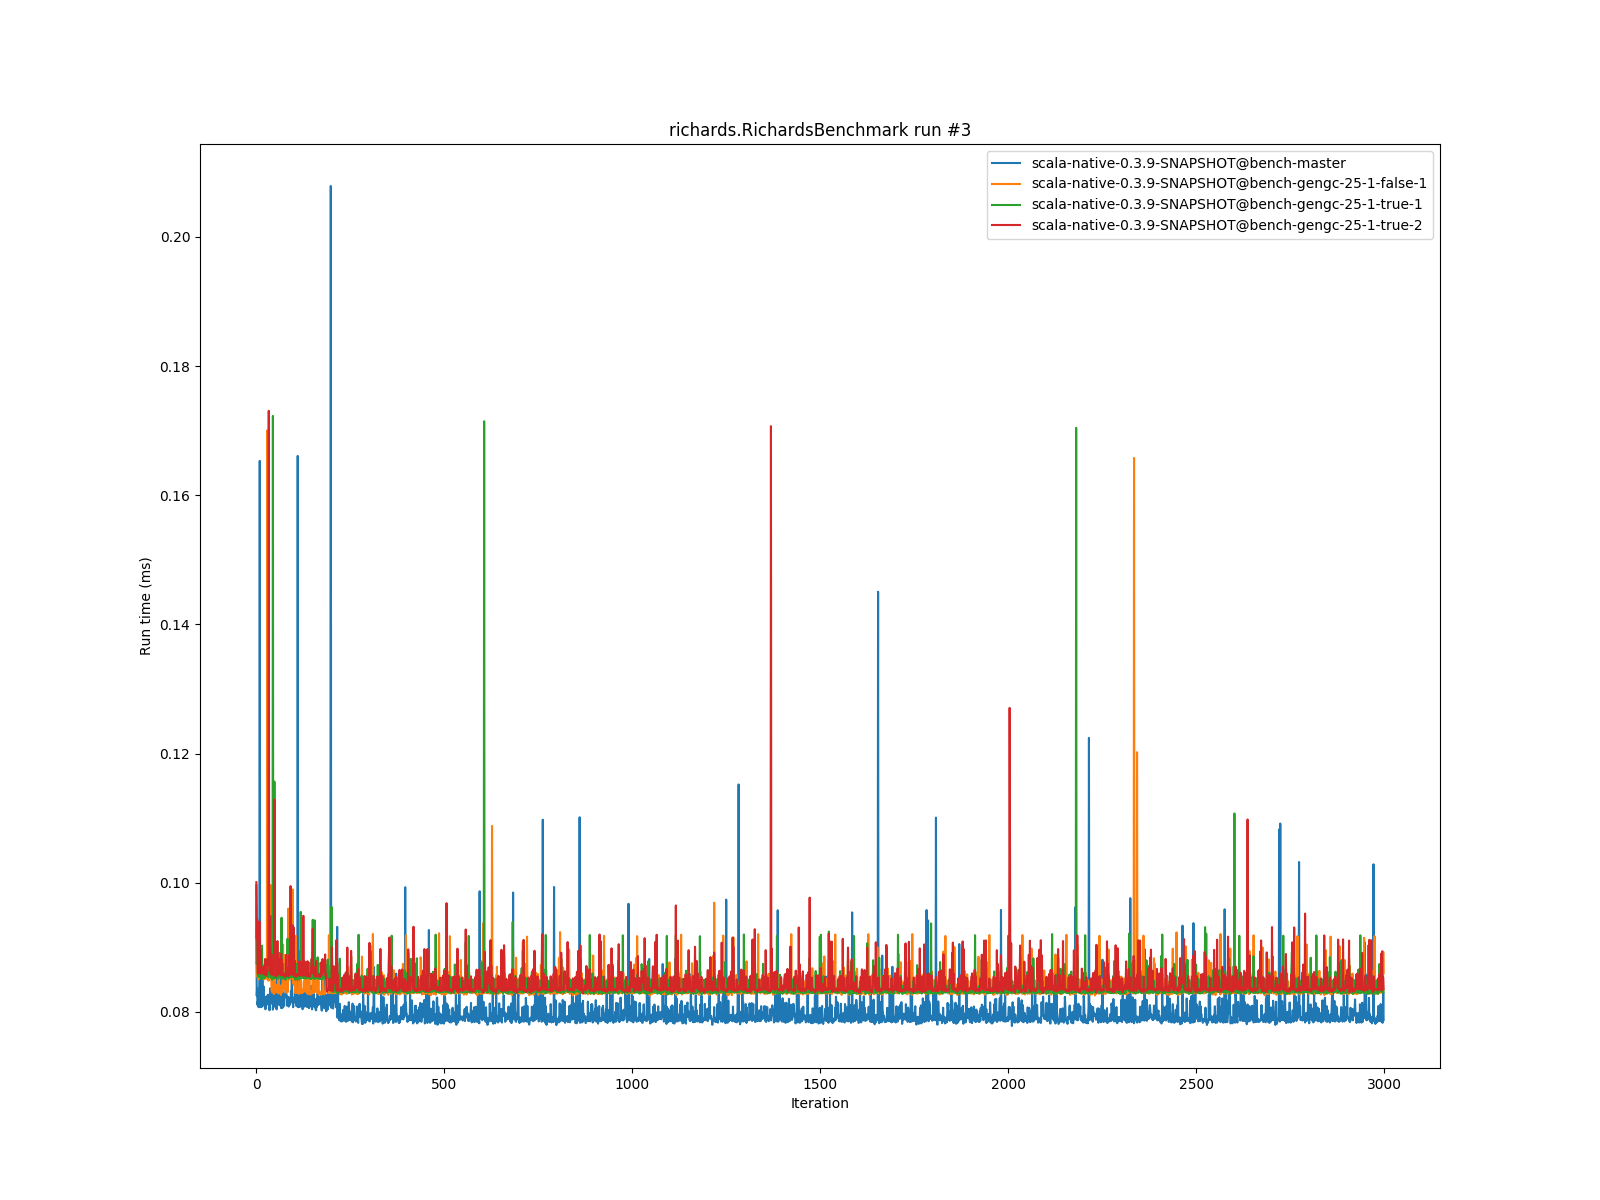 richards.RichardsBenchmark run #3
scala-native-0.3.9-SNAPSHOT@bench-master
scala-native-0.3.9-SNAPSHOT@bench-gengc-25-1-false-1
scala-native-0.3.9-SNAPSHOT@bench-gengc-25-1-true-1
scala-native-0.3.9-SNAPSHOT@bench-gengc-25-1-true-2
Run time (ms)
0.20
0.18
0.16
0.14
0.12
0.10
0.08
0 500 1000 1500 2000 2500 3000
Iteration